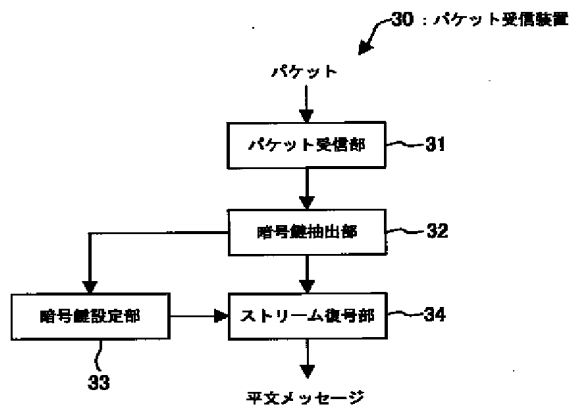 30:パケット受信装置
パケット
パケット受信部 31
暗号鍵抽出部 32
暗号鍵設定部 ストリーム復号部 34
33
平文メッセージ